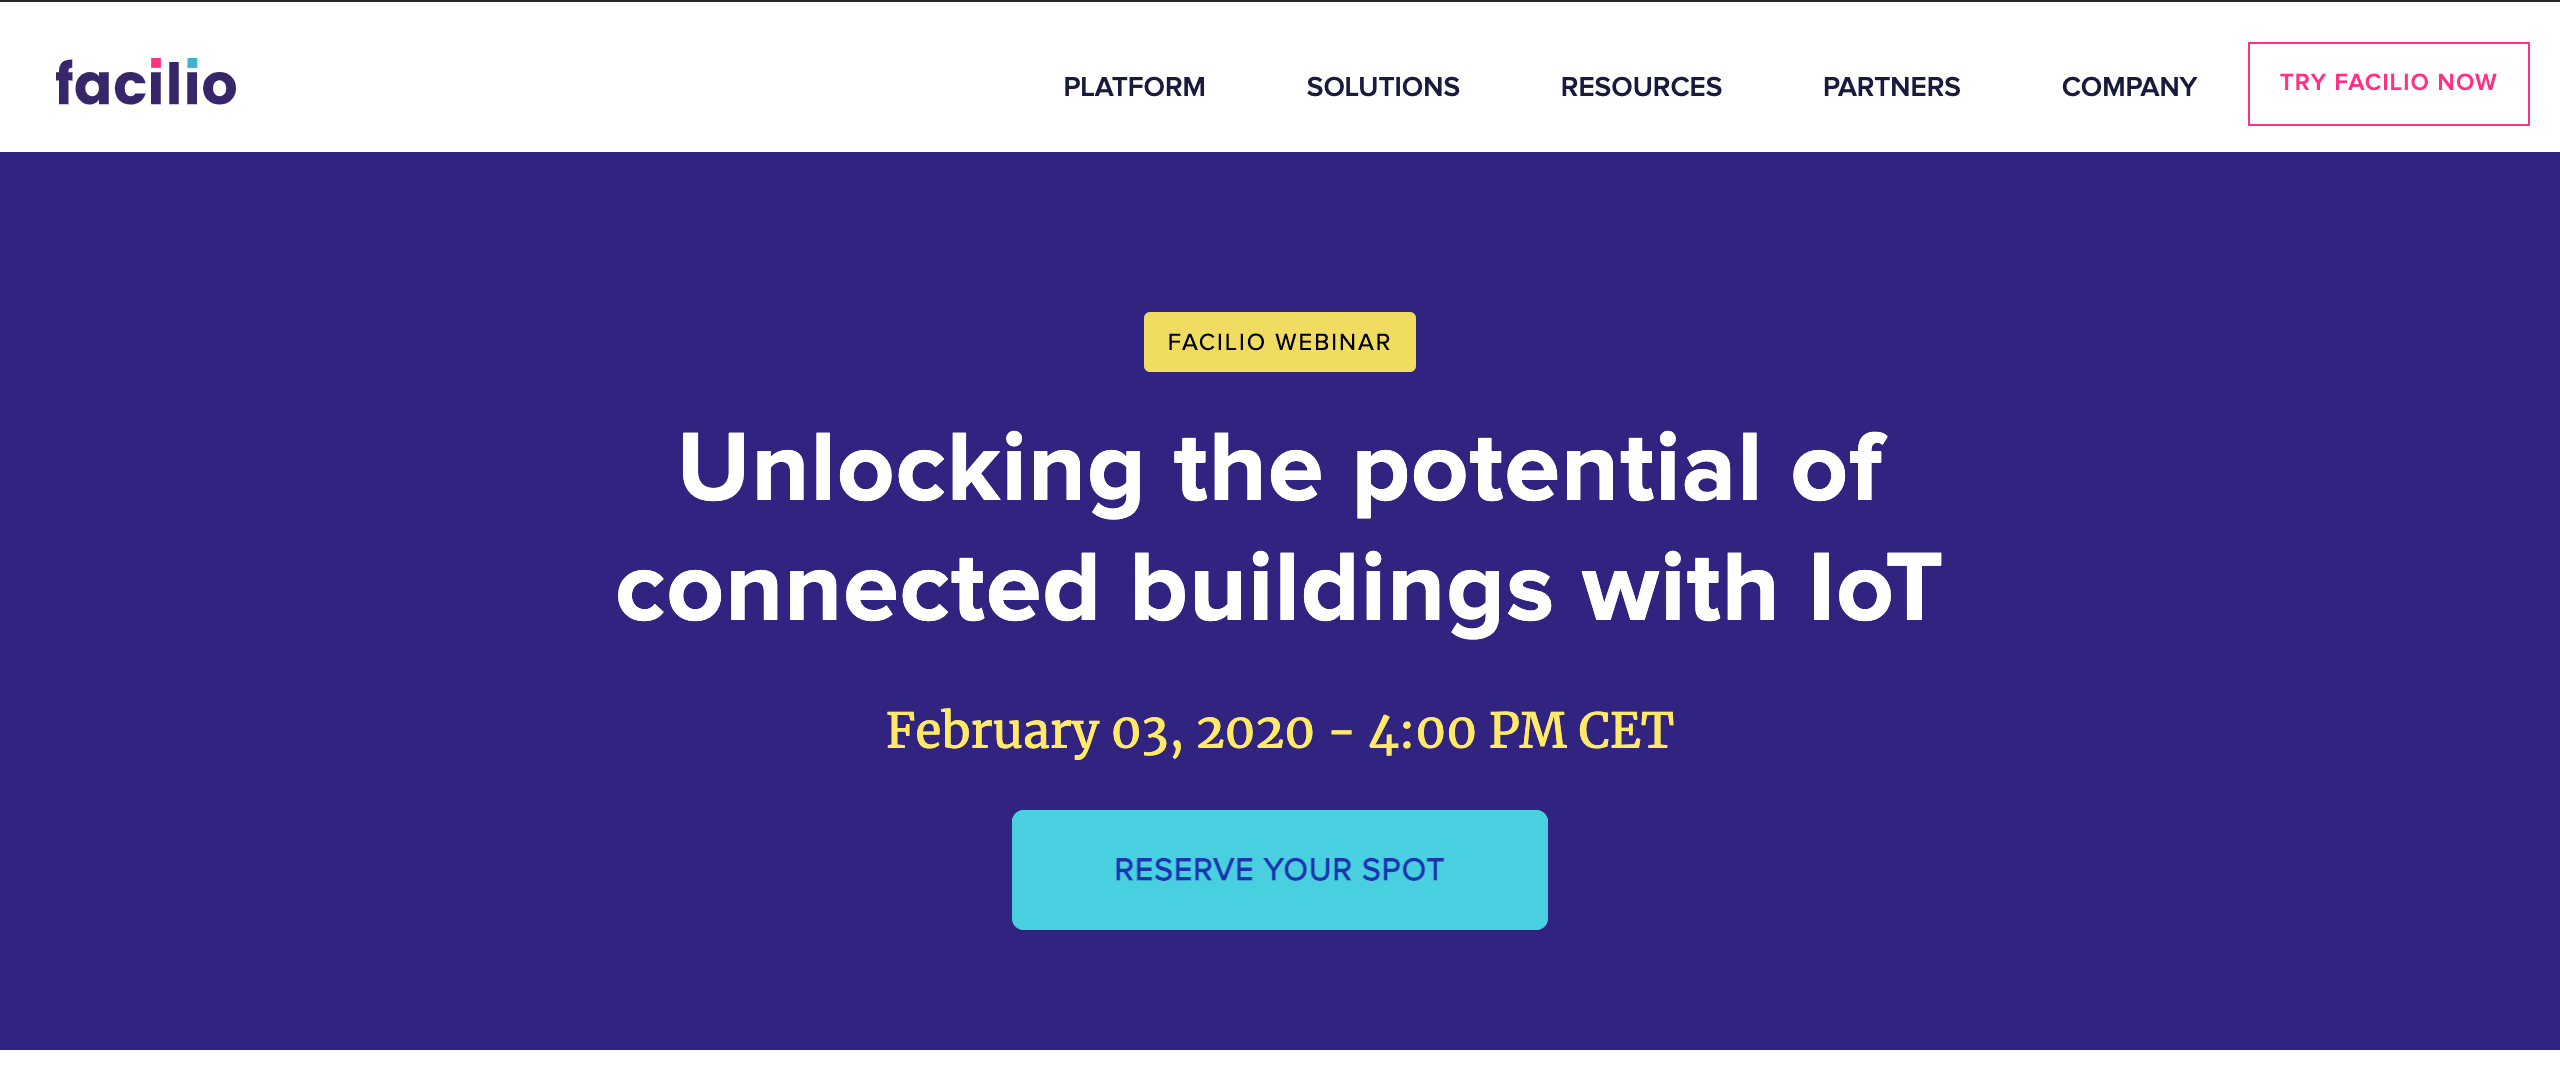 facilio
PLATFORM SOLUTIONS RESOURCES PARTNERS COMPANY TRY FACILIO NOW
FACILIO WEBINAR
Unlocking the potential of
connected buildings with IoT
February 03, 2020 - 4:00 PM CET
RESERVE YOUR SPOT